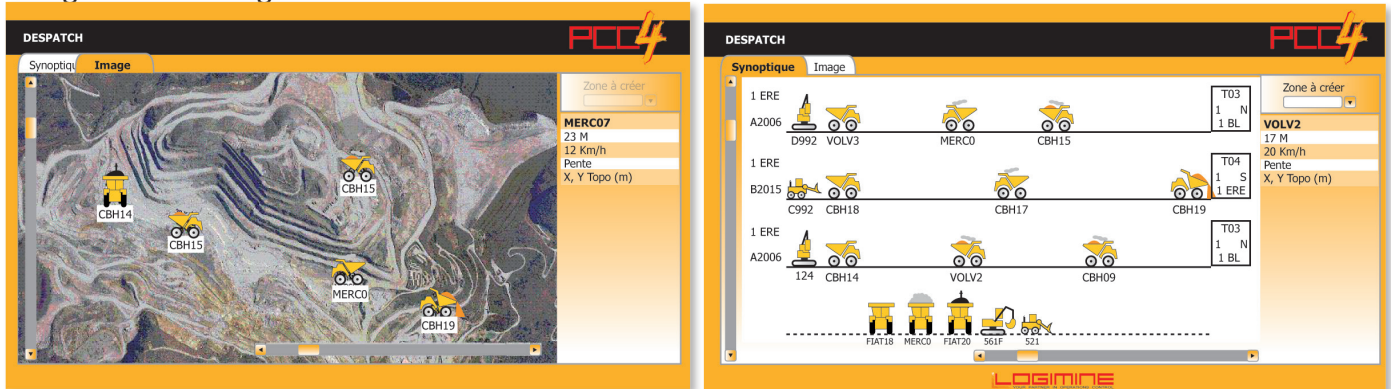 DESPATCH
PCC4
Synoptiqu Image
Zone à créer
MERC07
23 M
12 Km/h
Pente
X, Y Topo (m)
CBH15
CBH14
CBH15
MERC0
CBH19
DESPATCH
PCC4
Synoptique Image
Zone à créer
VOLV2
17 M
20 Km/h
Pente
X, Y Topo (m)
1 ERE
A2006
D992 VOLV3 MERC0 CBH15
T03
1 N
1 BL
1 ERE
B2015
C992 CBH18 CBH17 CBH19
T04
1 S
1 ERE
1 ERE
A2006
124 CBH14 VOLV2 CBH09
T03
1 N
1 BL
FIAT18 MERC0 FIAT20 561F 521
LOGIMINE